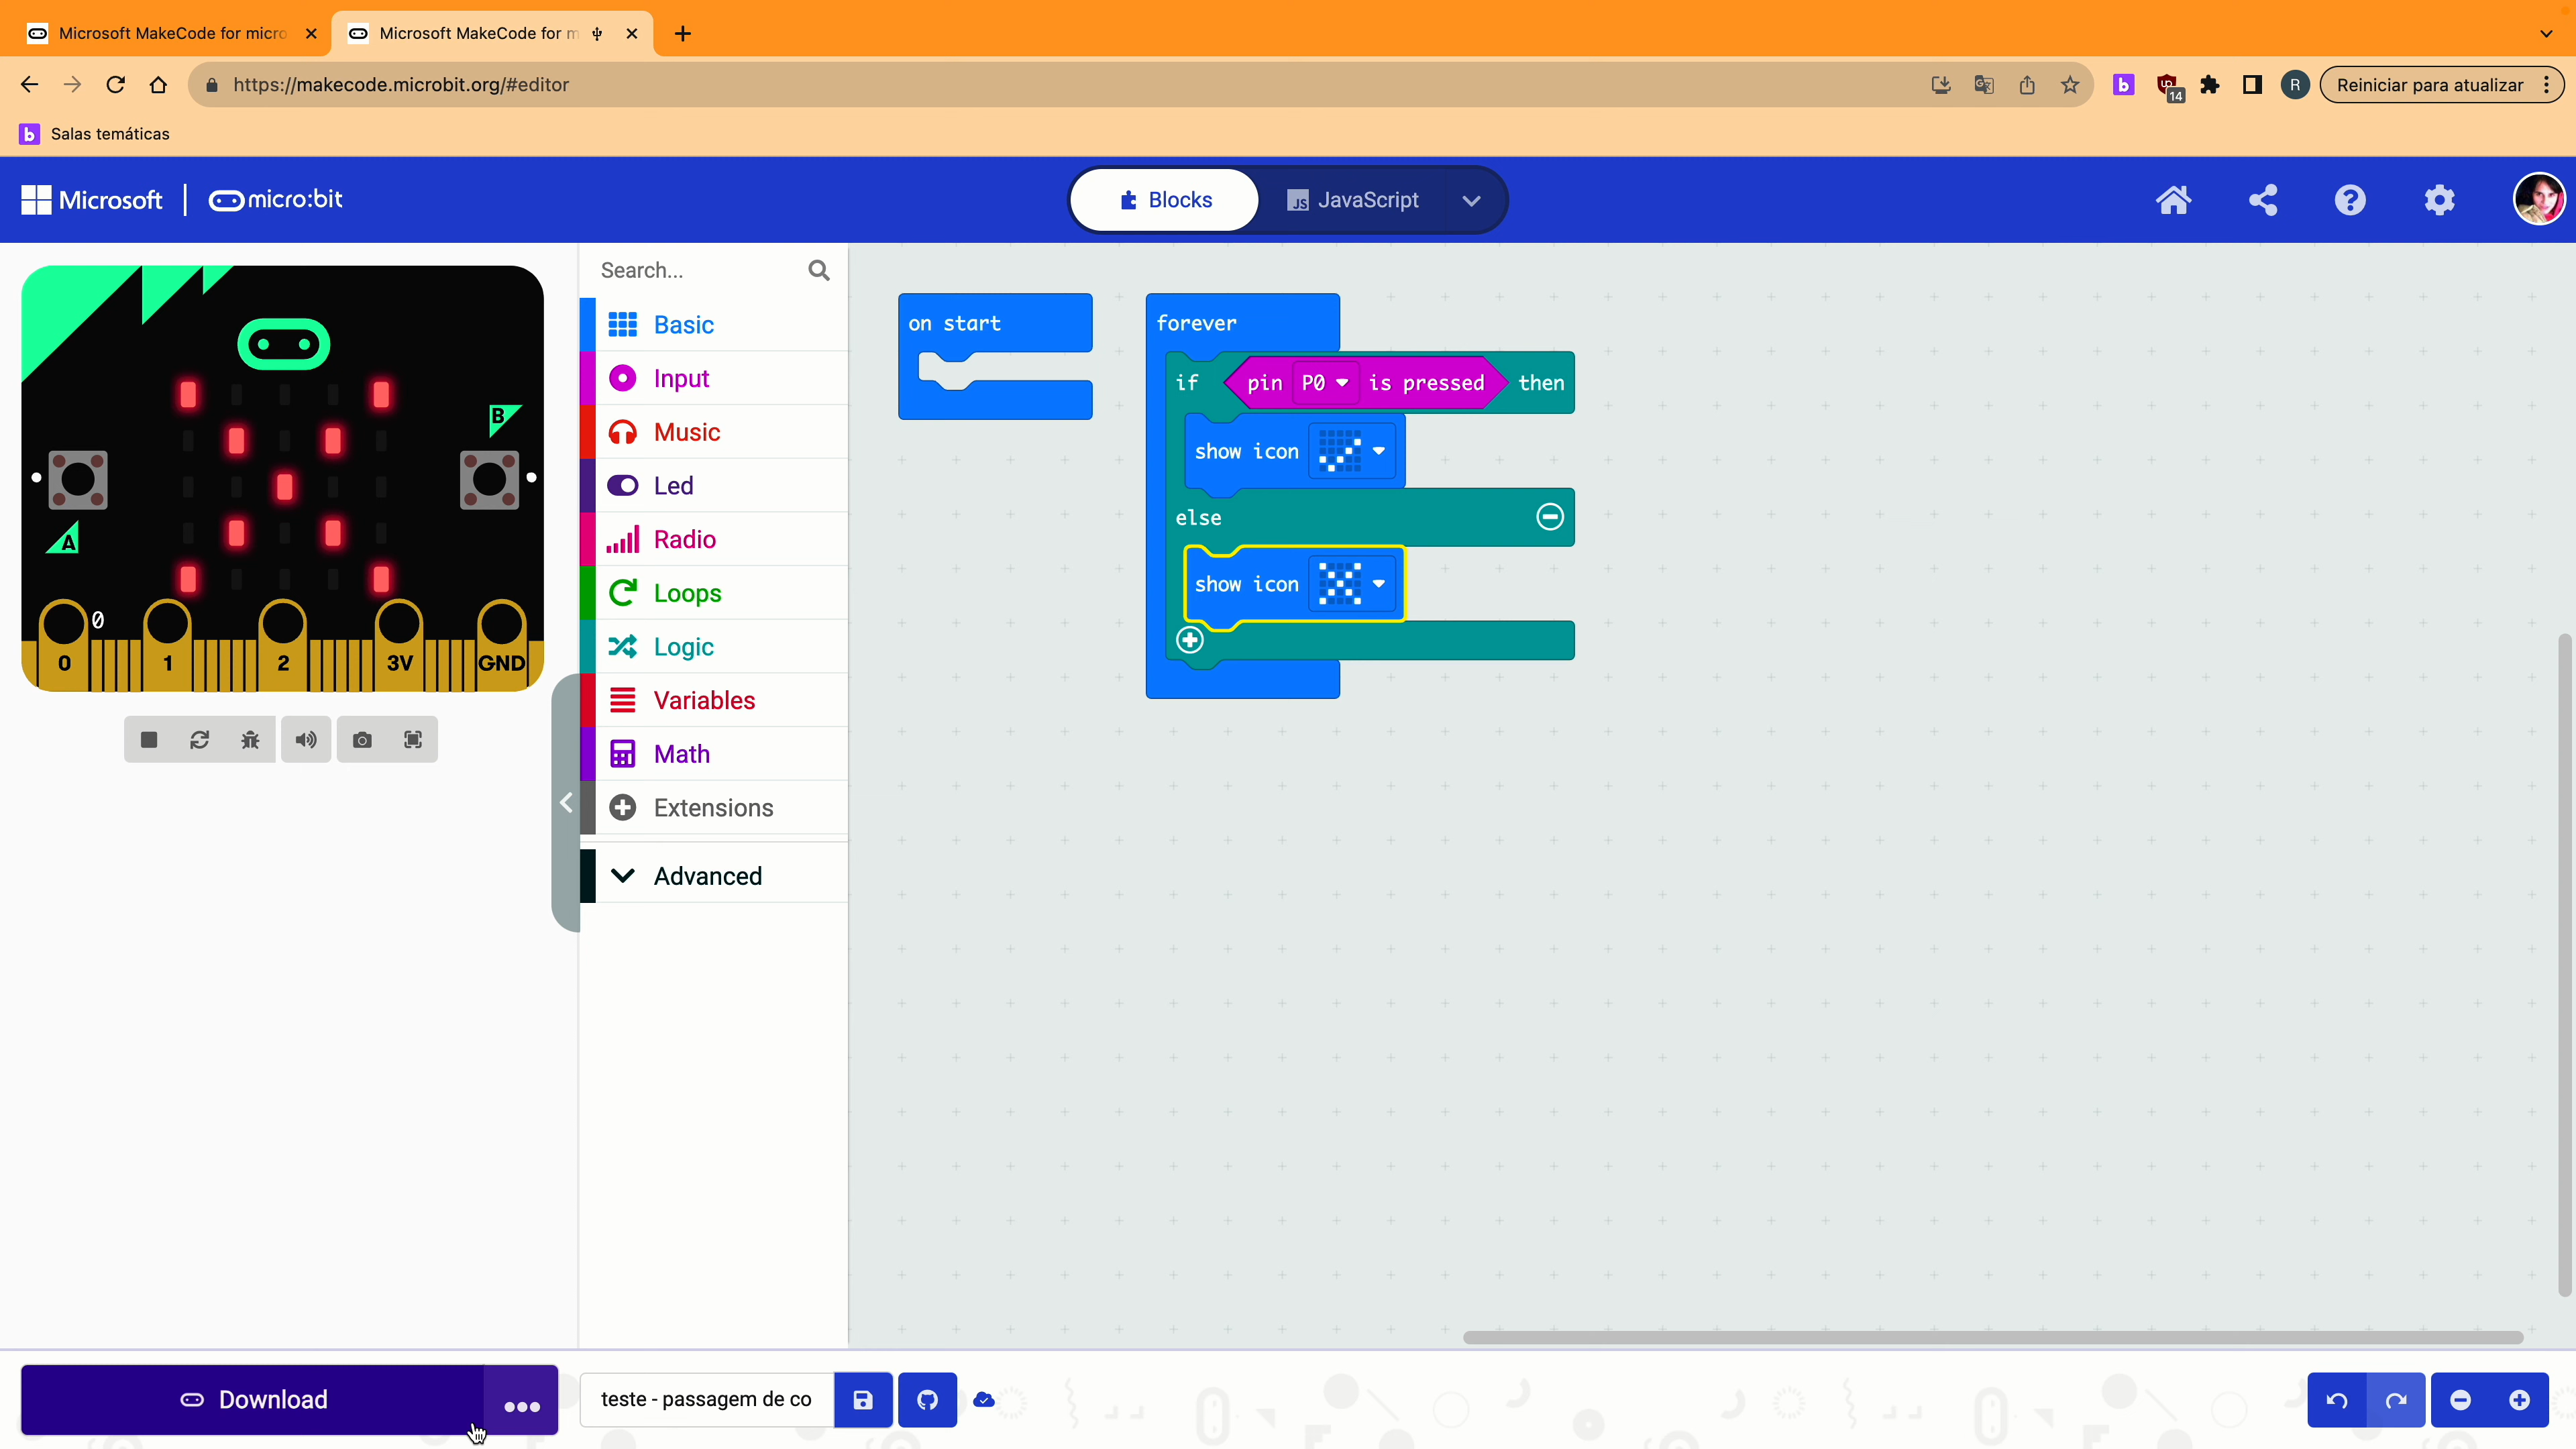 Microsoft MakeCode for micro
Microsoft MakeCode for m
https://makecode.microbit.org/#editor
14
R
Reiniciar para atualizar
b Salas temáticas
Microsoft | micro:bit
Blocks
JS JavaScript
Search...
Basic
Input
Music
Led
Radio
Loops
Logic
Variables
Math
Extensions
Advanced
B
A
0
0 1 2 3V GND
on start
forever
if pin P0 is pressed then
show icon
else
show icon
Download
teste - passagem de co